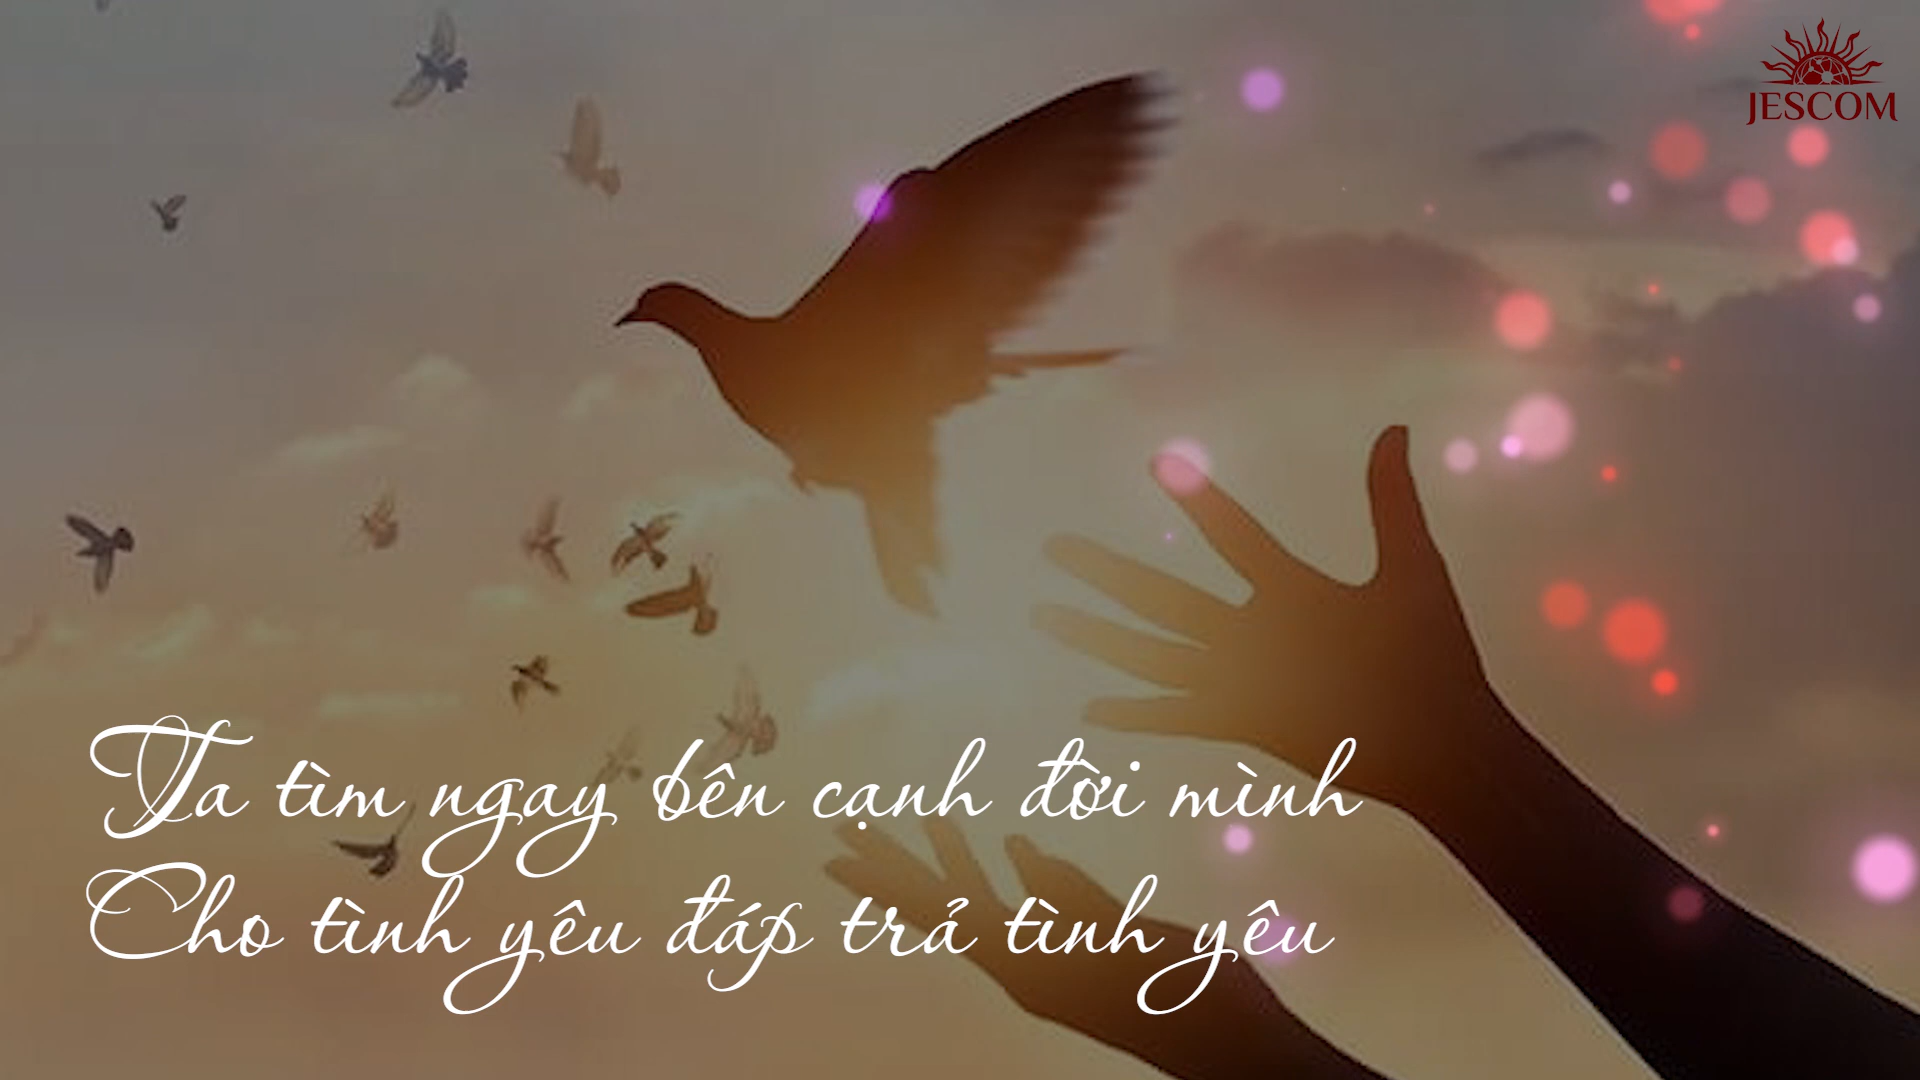 JESCOM
Ta tìm ngay bên cạnh đời mình
Cho tình yêu đáp trả tình yêu